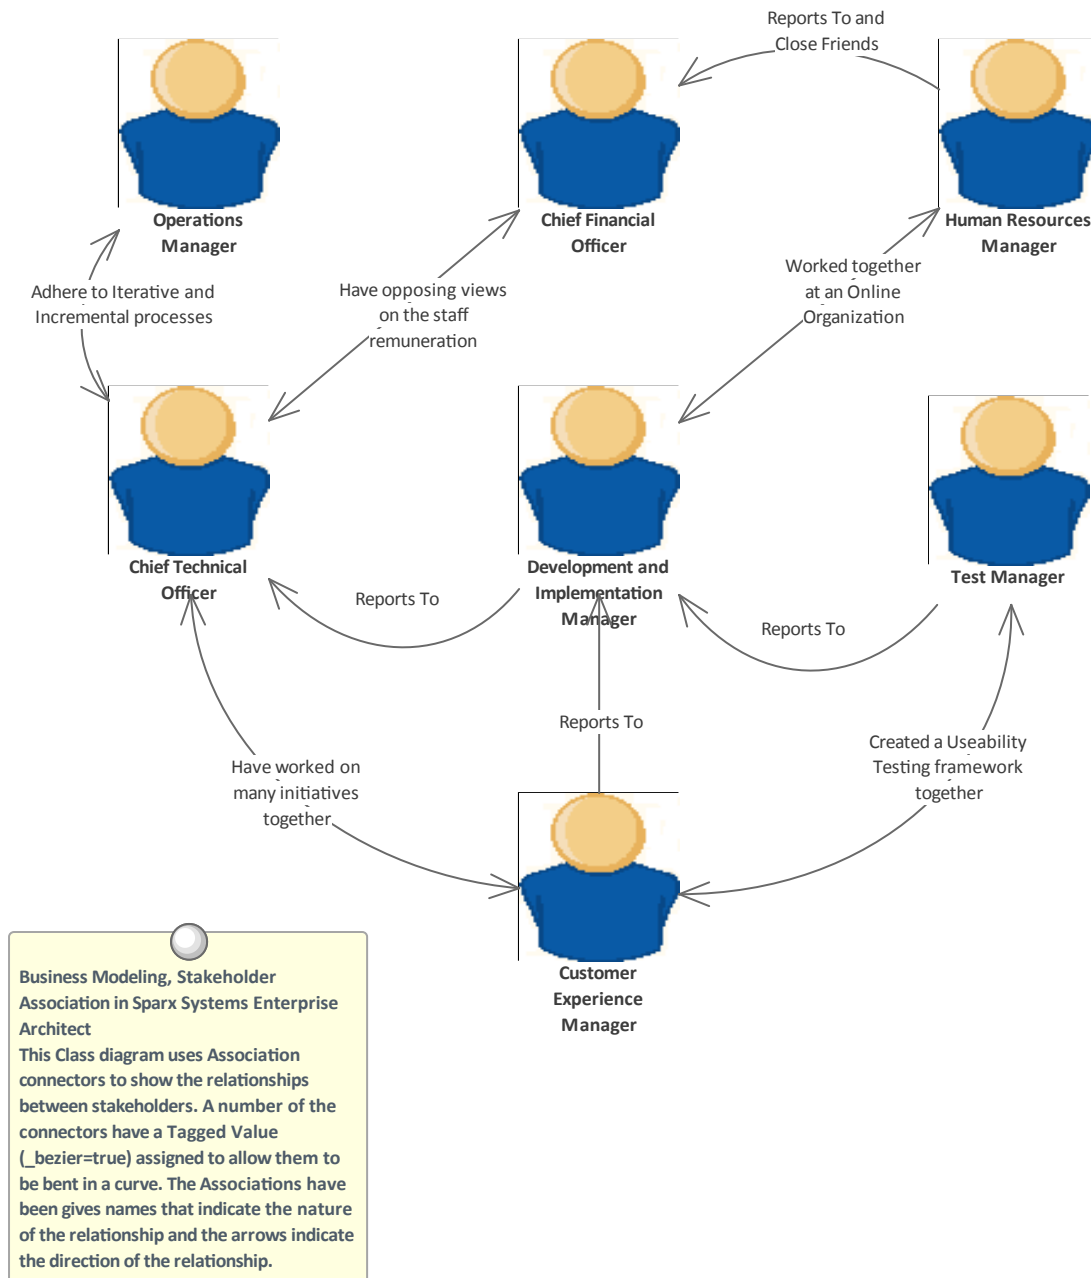 Reports To and
Close Friends
Operations
Manager
Chief Financial
Officer
Human Resources
Manager
Adhere to Iterative and
Incremental processes
Have opposing views
on the staff
remuneration
Worked together
at an Online
Organization
Chief Technical
Officer
Development and
Implementation
Manager
Test Manager
Reports To
Reports To
Reports To
Have worked on
many initiatives
together
Created a Useability
Testing framework
together
Customer
Experience
Manager
Business Modeling, Stakeholder
Association in Sparx Systems Enterprise
Architect
This Class diagram uses Association
connectors to show the relationships
between stakeholders. A number of the
connectors have a Tagged Value
(_bezier=true) assigned to allow them to
be bent in a curve. The Associations have
been gives names that indicate the nature
of the relationship and the arrows indicate
the direction of the relationship.